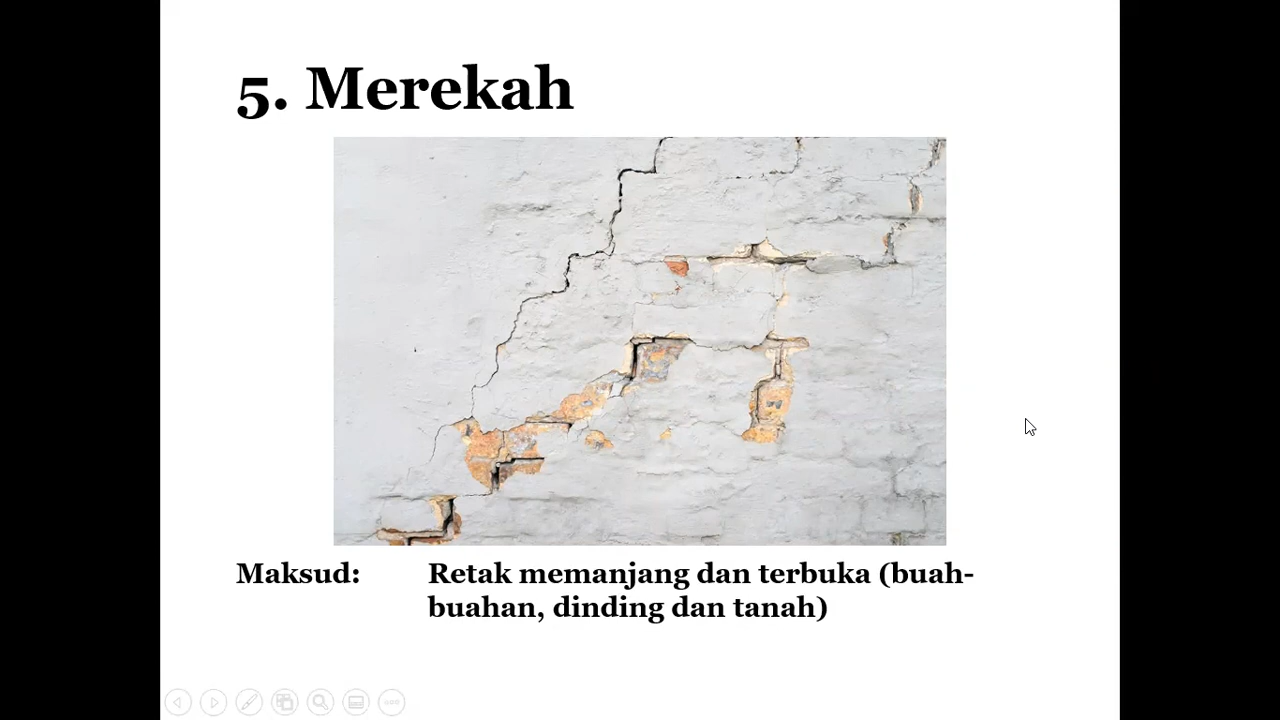 5. Merekah
Maksud: Retak memanjang dan terbuka (buah-
buahan, dinding dan tanah)